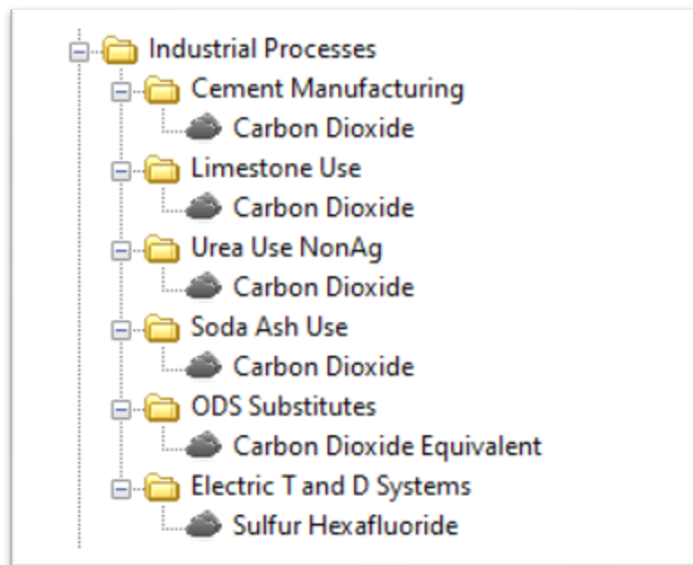 Industrial Processes
Cement Manufacturing
Carbon Dioxide
Limestone Use
Carbon Dioxide
Urea Use NonAg
Carbon Dioxide
Soda Ash Use
Carbon Dioxide
ODS Substitutes
Carbon Dioxide Equivalent
Electric T and D Systems
Sulfur Hexafluoride